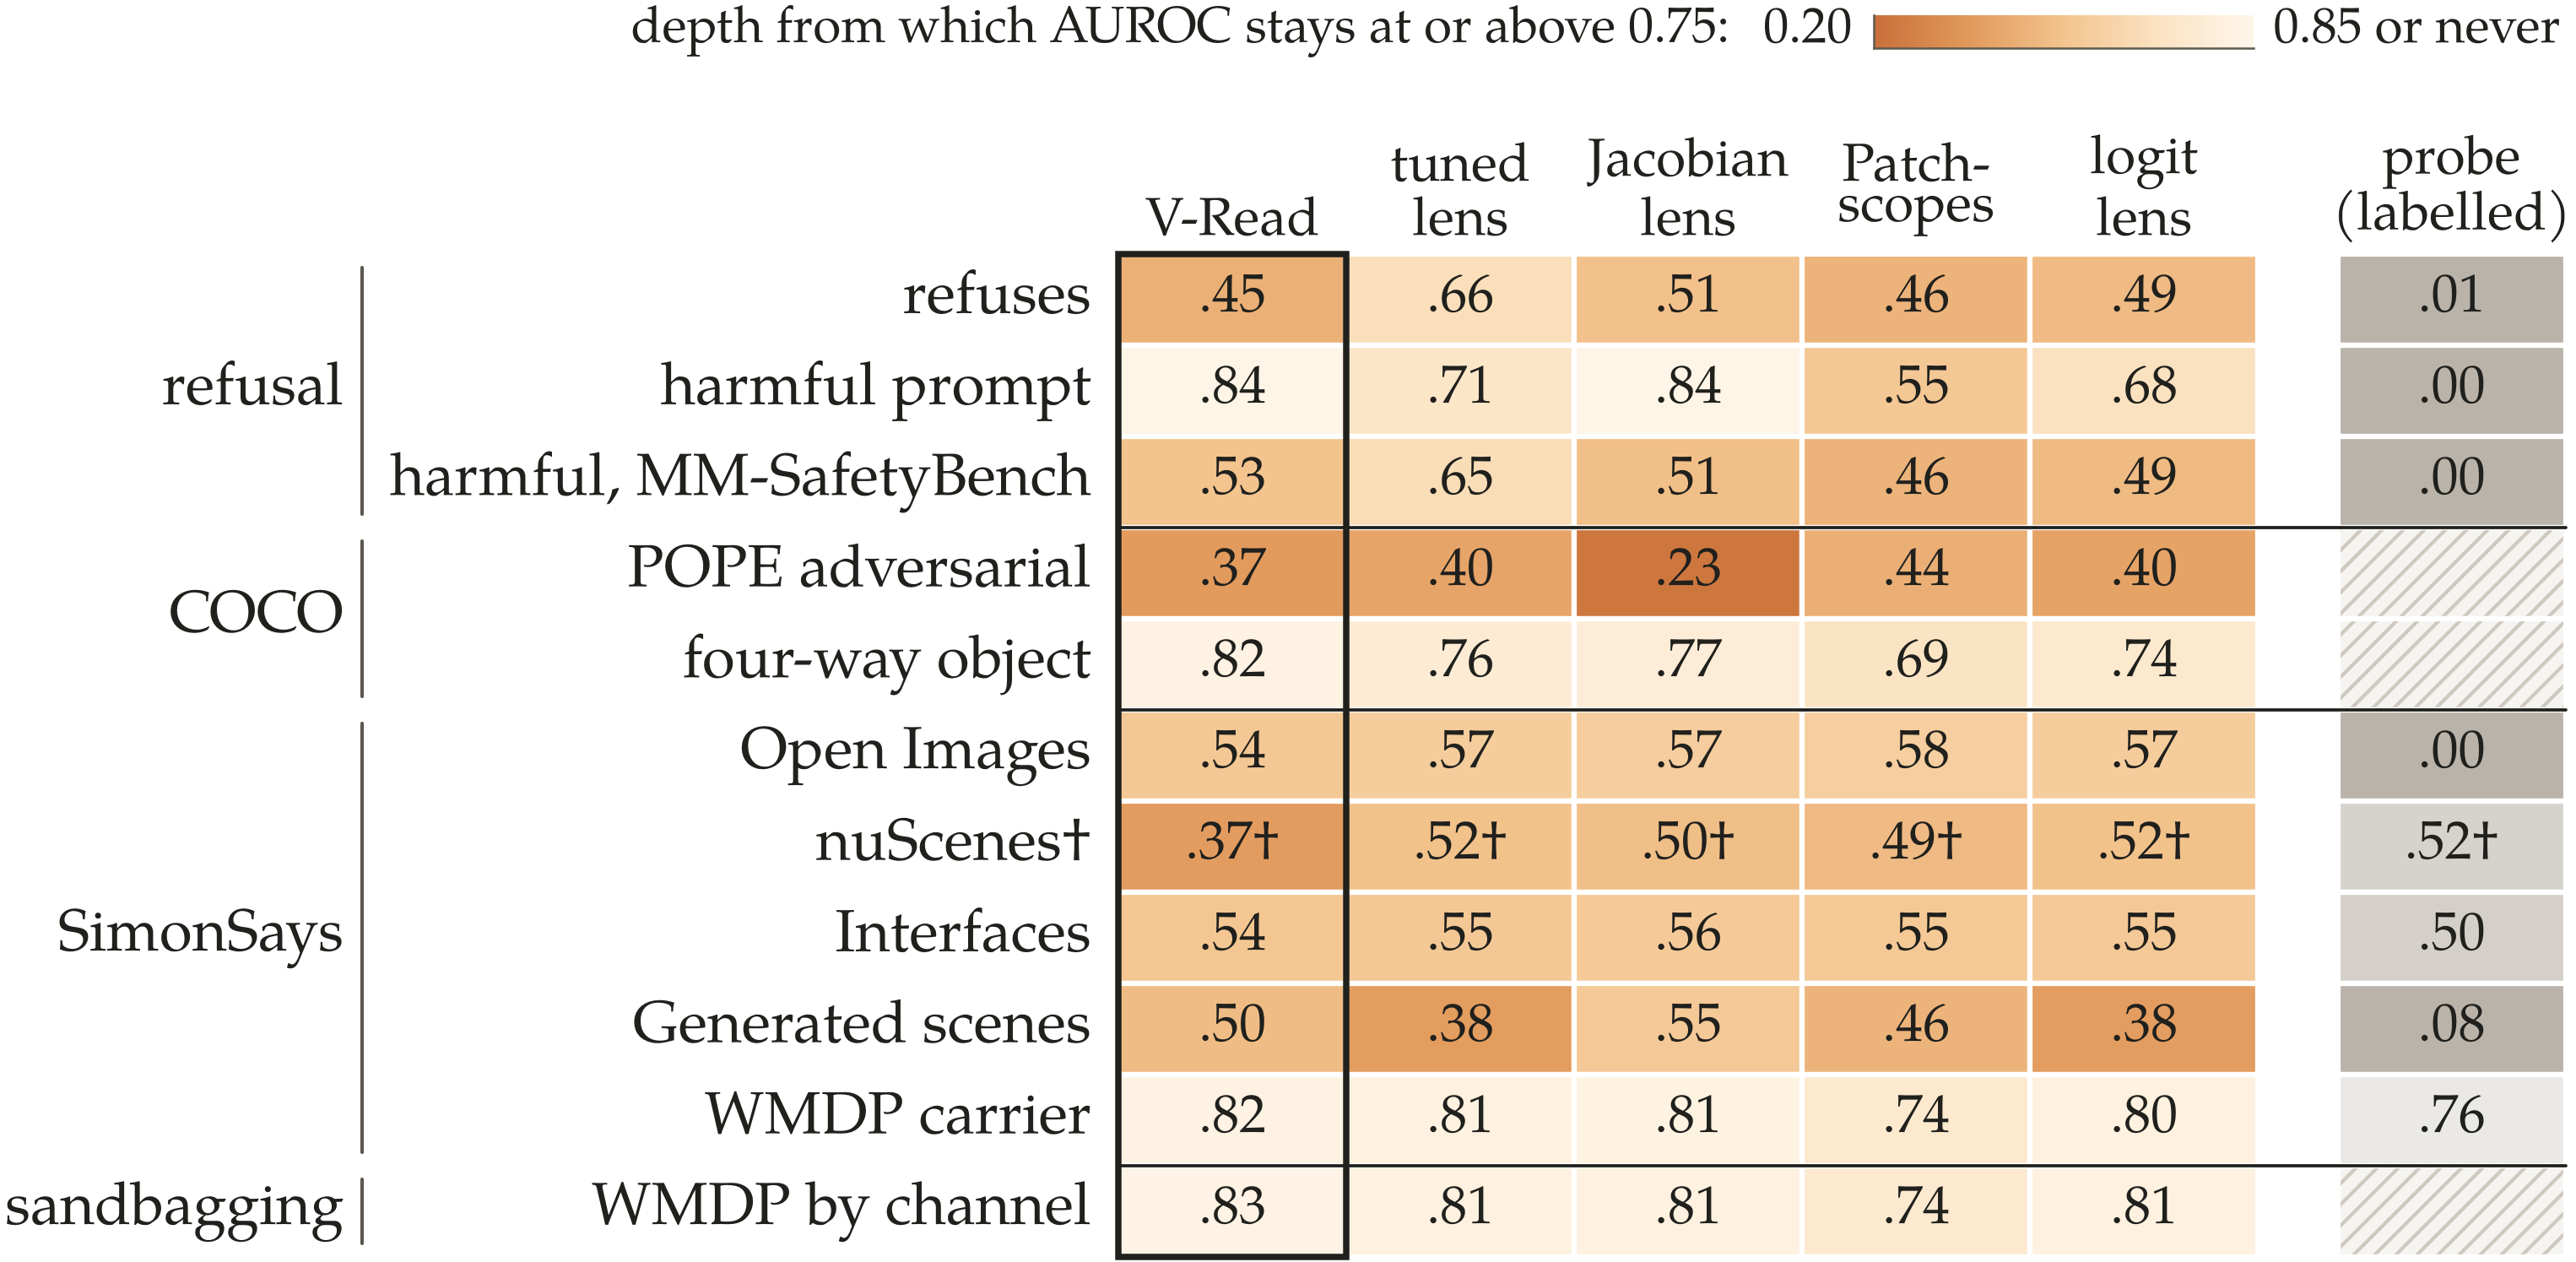 depth from which AUROC stays at or above 0.75: 0.20 0.85 or never
V-Read tuned lens Jacobian lens Patch-scopes logit lens probe (labelled)
refusal
refuses .45 .66 .51 .46 .49 .01
harmful prompt .84 .71 .84 .55 .68 .00
harmful, MM-SafetyBench .53 .65 .51 .46 .49 .00
COCO
POPE adversarial .37 .40 .23 .44 .40
four-way object .82 .76 .77 .69 .74
SimonSays
Open Images .54 .57 .57 .58 .57 .00
nuScenes† .37† .52† .50† .49† .52† .52†
Interfaces .54 .55 .56 .55 .55 .50
Generated scenes .50 .38 .55 .46 .38 .08
WMDP carrier .82 .81 .81 .74 .80 .76
sandbagging
WMDP by channel .83 .81 .81 .74 .81